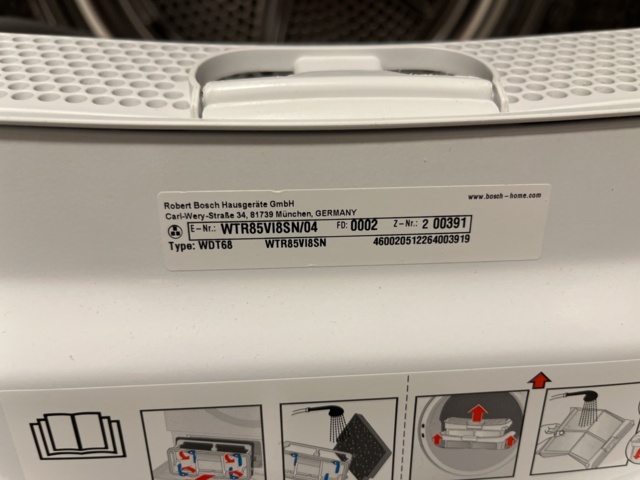 Robert Bosch Hausgeräte GmbH
Carl-Wery-Straße 34, 81739 München, GERMANY
www.bosch-home.com
E-Nr.: WTR85VI8SN/04 FD: 0002 Z-Nr.: 2 00391
Type: WDT68 WTR85VI8SN 460020512264003919